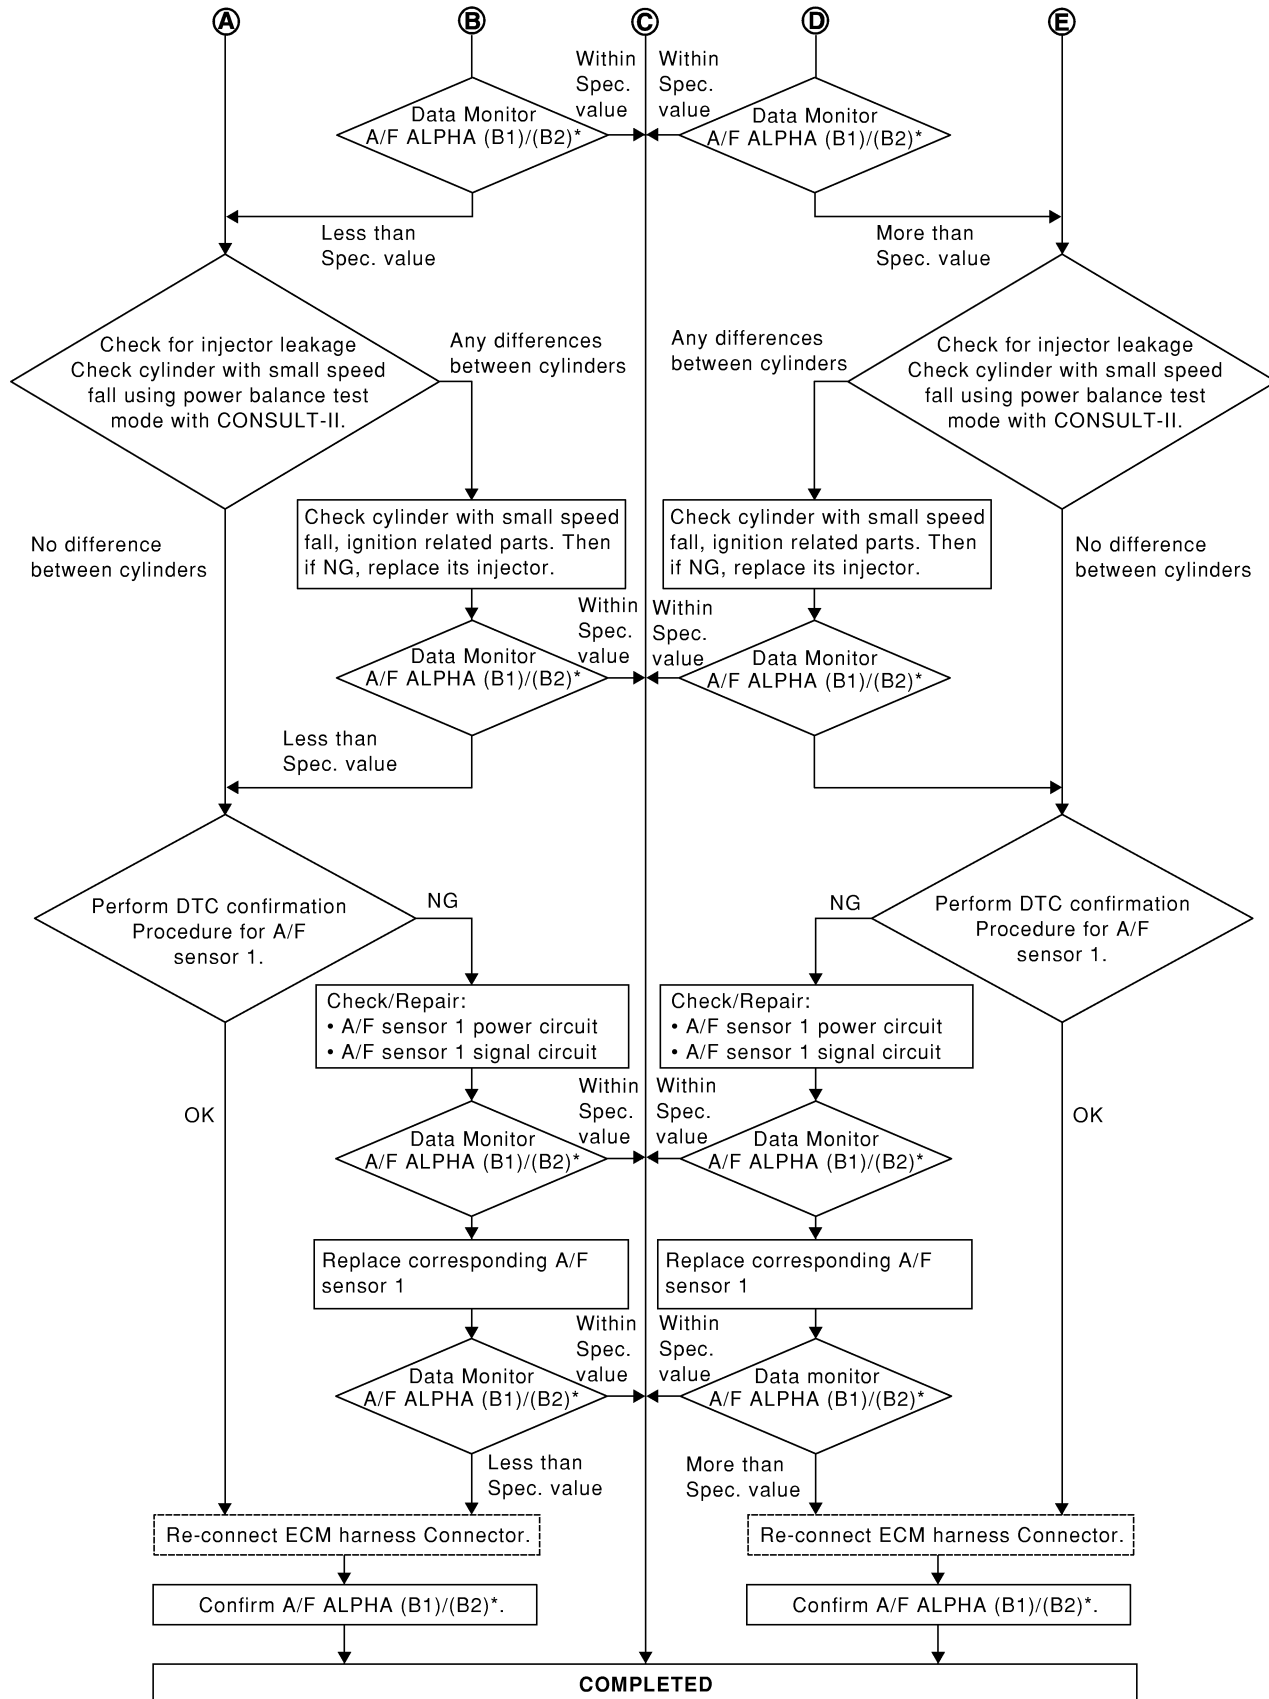 A
B
C
D
E
Within
Spec.
value
Within
Spec.
value
Data Monitor
A/F ALPHA (B1)/(B2)*
Data Monitor
A/F ALPHA (B1)/(B2)*
Less than
Spec. value
More than
Spec. value
Check for injector leakage
Check cylinder with small speed
fall using power balance test
mode with CONSULT-II.
Any differences
between cylinders
Any differences
between cylinders
Check for injector leakage
Check cylinder with small speed
fall using power balance test
mode with CONSULT-II.
No difference
between cylinders
Check cylinder with small speed
fall, ignition related parts. Then
if NG, replace its injector.
Check cylinder with small speed
fall, ignition related parts. Then
if NG, replace its injector.
No difference
between cylinders
Within
Spec.
value
Within
Spec.
value
Data Monitor
A/F ALPHA (B1)/(B2)*
Data Monitor
A/F ALPHA (B1)/(B2)*
Less than
Spec. value
Perform DTC confirmation
Procedure for A/F
sensor 1.
NG
NG
Perform DTC confirmation
Procedure for A/F
sensor 1.
Check/Repair:
• A/F sensor 1 power circuit
• A/F sensor 1 signal circuit
Check/Repair:
• A/F sensor 1 power circuit
• A/F sensor 1 signal circuit
OK
Within
Spec.
value
Within
Spec.
value
OK
Data Monitor
A/F ALPHA (B1)/(B2)*
Data Monitor
A/F ALPHA (B1)/(B2)*
Replace corresponding A/F
sensor 1
Replace corresponding A/F
sensor 1
Within
Spec.
value
Within
Spec.
value
Data Monitor
A/F ALPHA (B1)/(B2)*
Data monitor
A/F ALPHA (B1)/(B2)*
Less than
Spec. value
More than
Spec. value
Re-connect ECM harness Connector.
Re-connect ECM harness Connector.
Confirm A/F ALPHA (B1)/(B2)*.
Confirm A/F ALPHA (B1)/(B2)*.
COMPLETED